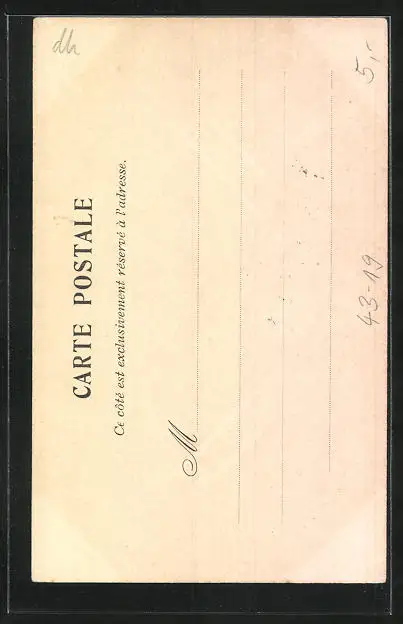 CARTE POSTALE
Ce côté est exclusivement réservé à l'adresse.
M
43-19
5,-